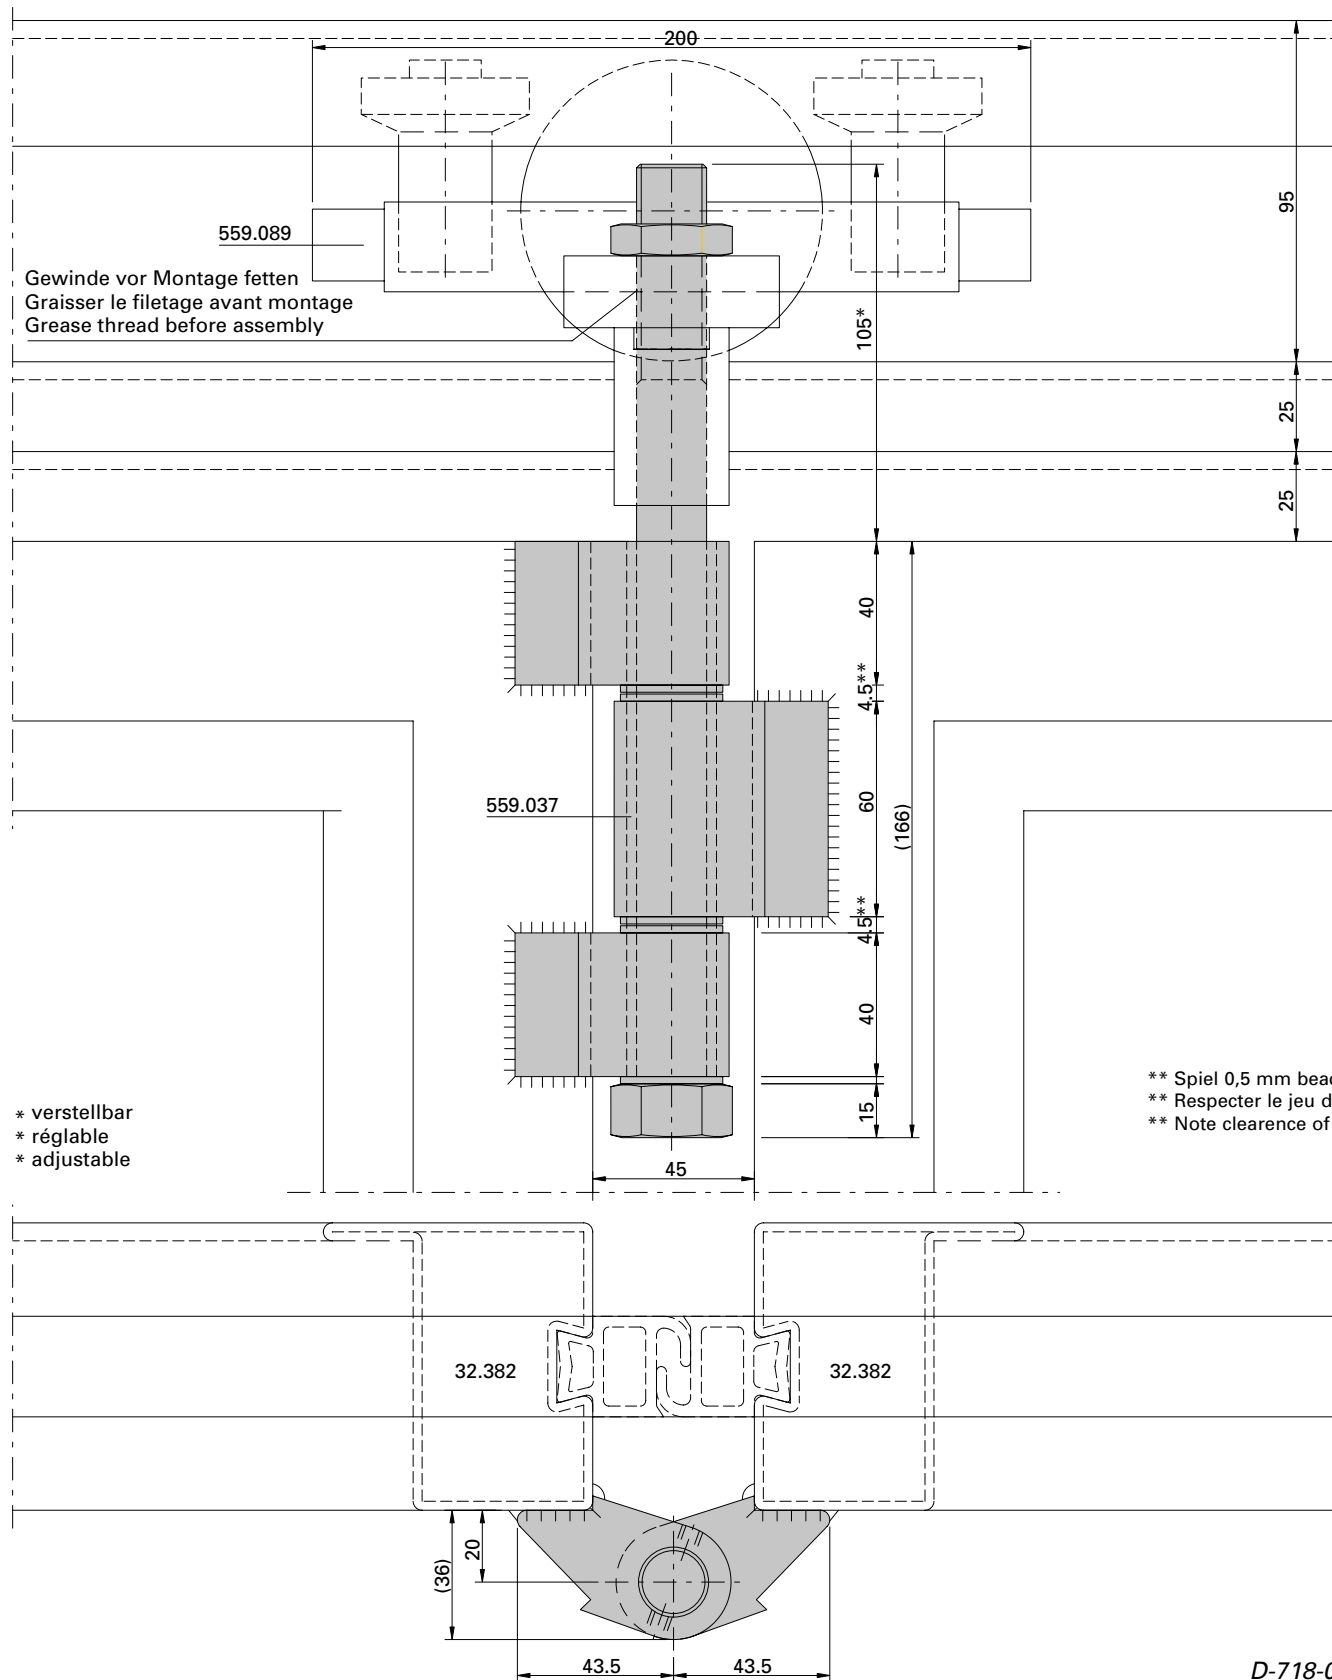 200
95
559.089
Gewinde vor Montage fetten
Graisser le filetage avant montage
Grease thread before assembly
105*
25
25
40
4.5**
60
559.037
(166)
4.5**
40
15
* verstellbar
* réglable
* adjustable
** Spiel 0,5 mm
** Respecter le jeu
** Note clearence of
45
32.382
32.382
20
(36)
43.5
43.5
D-718-